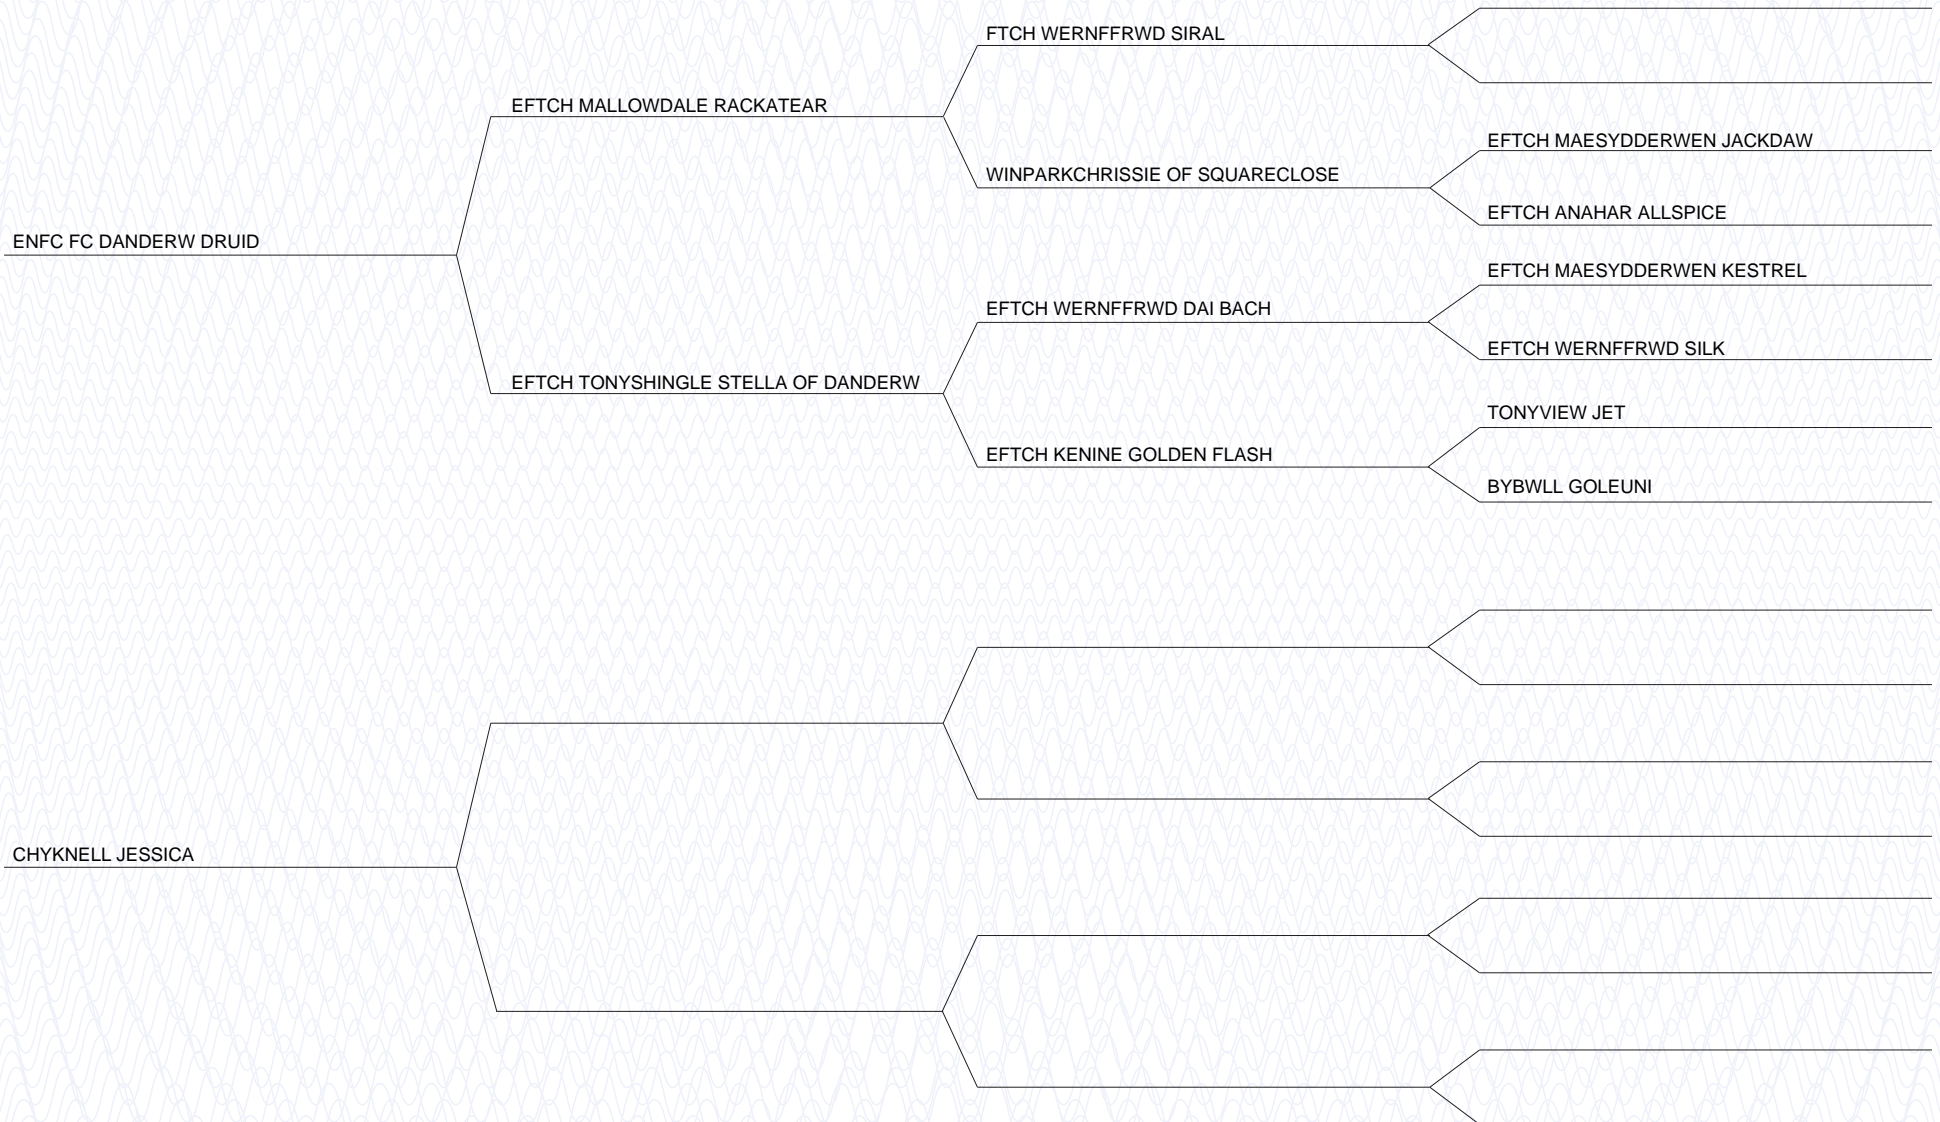 FTCH WERNFFRWD SIRAL
EFTCH MALLOWDALE RACKATEAR
EFTCH MAESYDDERWEN JACKDAW
WINPARKCHRISSIE OF SQUARECLOSE
EFTCH ANAHAR ALLSPICE
ENFC FC DANDERW DRUID
EFTCH MAESYDDERWEN KESTREL
EFTCH WERNFFRWD DAI BACH
EFTCH WERNFFRWD SILK
EFTCH TONYSHINGLE STELLA OF DANDERW
TONYVIEW JET
EFTCH KENINE GOLDEN FLASH
BYBWLL GOLEUNI
CHYKNELL JESSICA